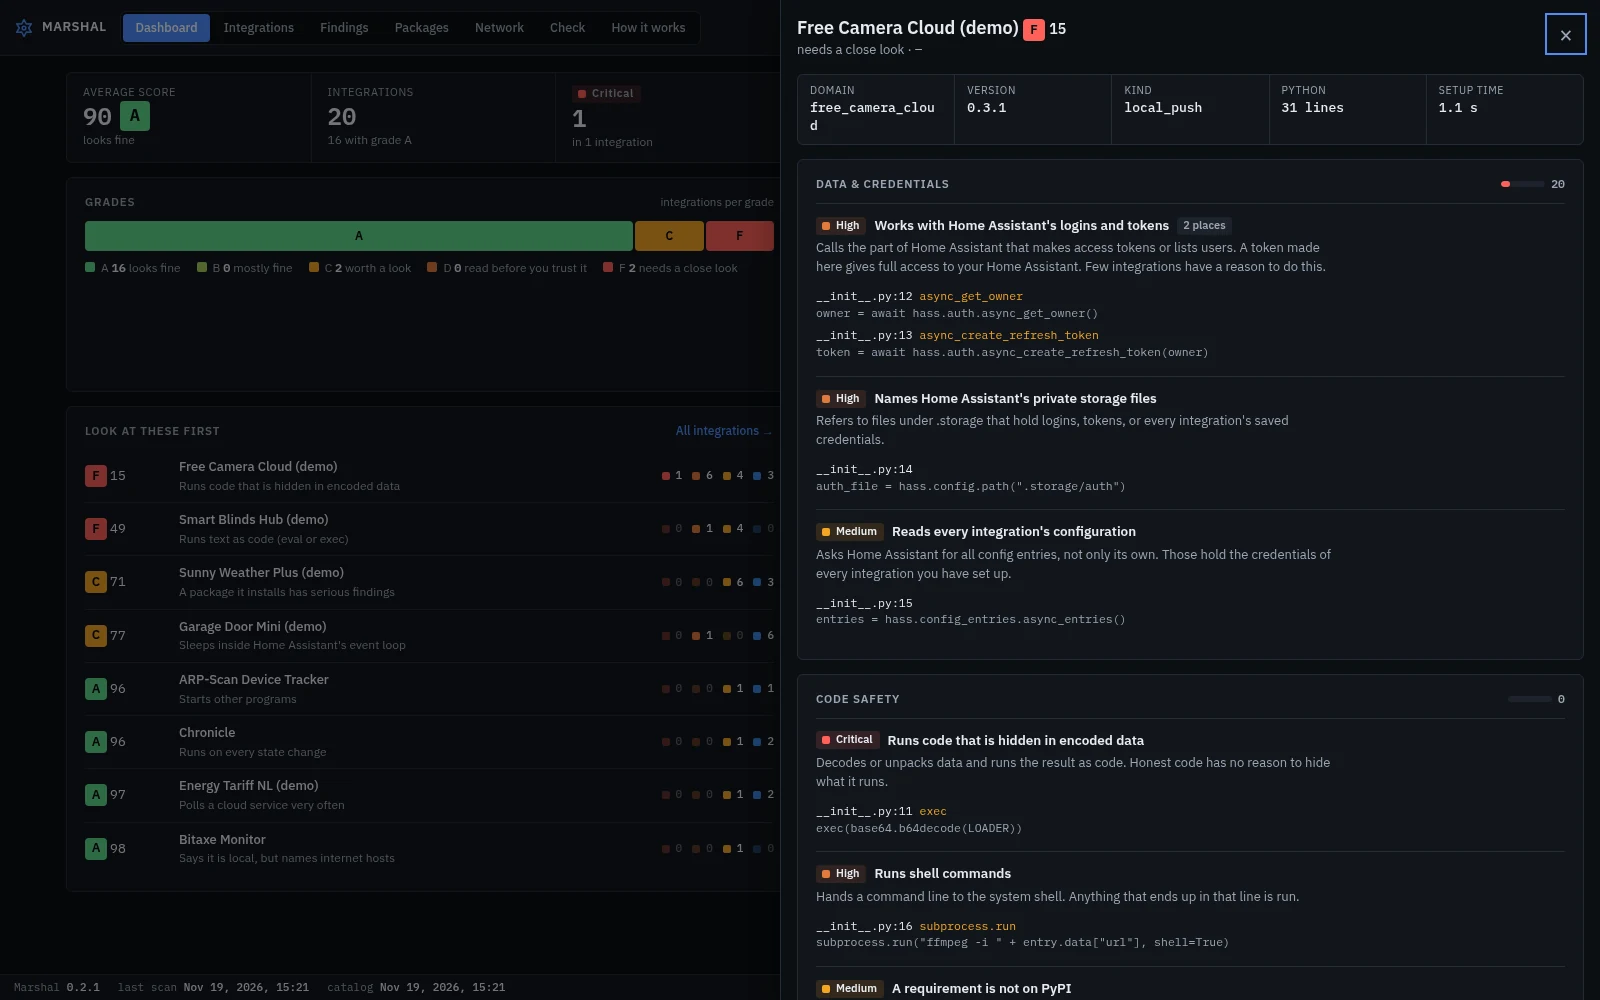 MARSHAL
Dashboard Integrations Findings Packages Network Check How it works
AVERAGE SCORE
90 A
looks fine
INTEGRATIONS
20
16 with grade A
Critical
1
in 1 integration
GRADES integrations per grade
A C F
A 16 looks fine B 0 mostly fine C 2 worth a look D 0 read before you trust it F 2 needs a close look
LOOK AT THESE FIRST All integrations →
F 15 Free Camera Cloud (demo) 1 6 4 3
Runs code that is hidden in encoded data
F 49 Smart Blinds Hub (demo) 0 1 4 0
Runs text as code (eval or exec)
C 71 Sunny Weather Plus (demo) 0 0 6 3
A package it installs has serious findings
C 77 Garage Door Mini (demo) 0 1 0 6
Sleeps inside Home Assistant's event loop
A 96 ARP-Scan Device Tracker 0 0 1 1
Starts other programs
A 96 Chronicle 0 0 1 2
Runs on every state change
A 97 Energy Tariff NL (demo) 0 0 1 2
Polls a cloud service very often
A 98 Bitaxe Monitor 0 0 1 0
Says it is local, but names internet hosts
Marshal 0.2.1 last scan Nov 19, 2026, 15:21 catalog Nov 19, 2026, 15:21
Free Camera Cloud (demo) F 15
needs a close look · –
×
DOMAIN
free_camera_clou
d
VERSION
0.3.1
KIND
local_push
PYTHON
31 lines
SETUP TIME
1.1 s
DATA & CREDENTIALS 20
High Works with Home Assistant's logins and tokens 2 places
Calls the part of Home Assistant that makes access tokens or lists users. A token made
here gives full access to your Home Assistant. Few integrations have a reason to do this.
__init__.py:12 async_get_owner
owner = await hass.auth.async_get_owner()
__init__.py:13 async_create_refresh_token
token = await hass.auth.async_create_refresh_token(owner)
High Names Home Assistant's private storage files
Refers to files under .storage that hold logins, tokens, or every integration's saved
credentials.
__init__.py:14
auth_file = hass.config.path(".storage/auth")
Medium Reads every integration's configuration
Asks Home Assistant for all config entries, not only its own. Those hold the credentials of
every integration you have set up.
__init__.py:15
entries = hass.config_entries.async_entries()
CODE SAFETY 0
Critical Runs code that is hidden in encoded data
Decodes or unpacks data and runs the result as code. Honest code has no reason to hide
what it runs.
__init__.py:11 exec
exec(base64.b64decode(LOADER))
High Runs shell commands
Hands a command line to the system shell. Anything that ends up in that line is run.
__init__.py:16 subprocess.run
subprocess.run("ffmpeg -i " + entry.data["url"], shell=True)
Medium A requirement is not on PyPI